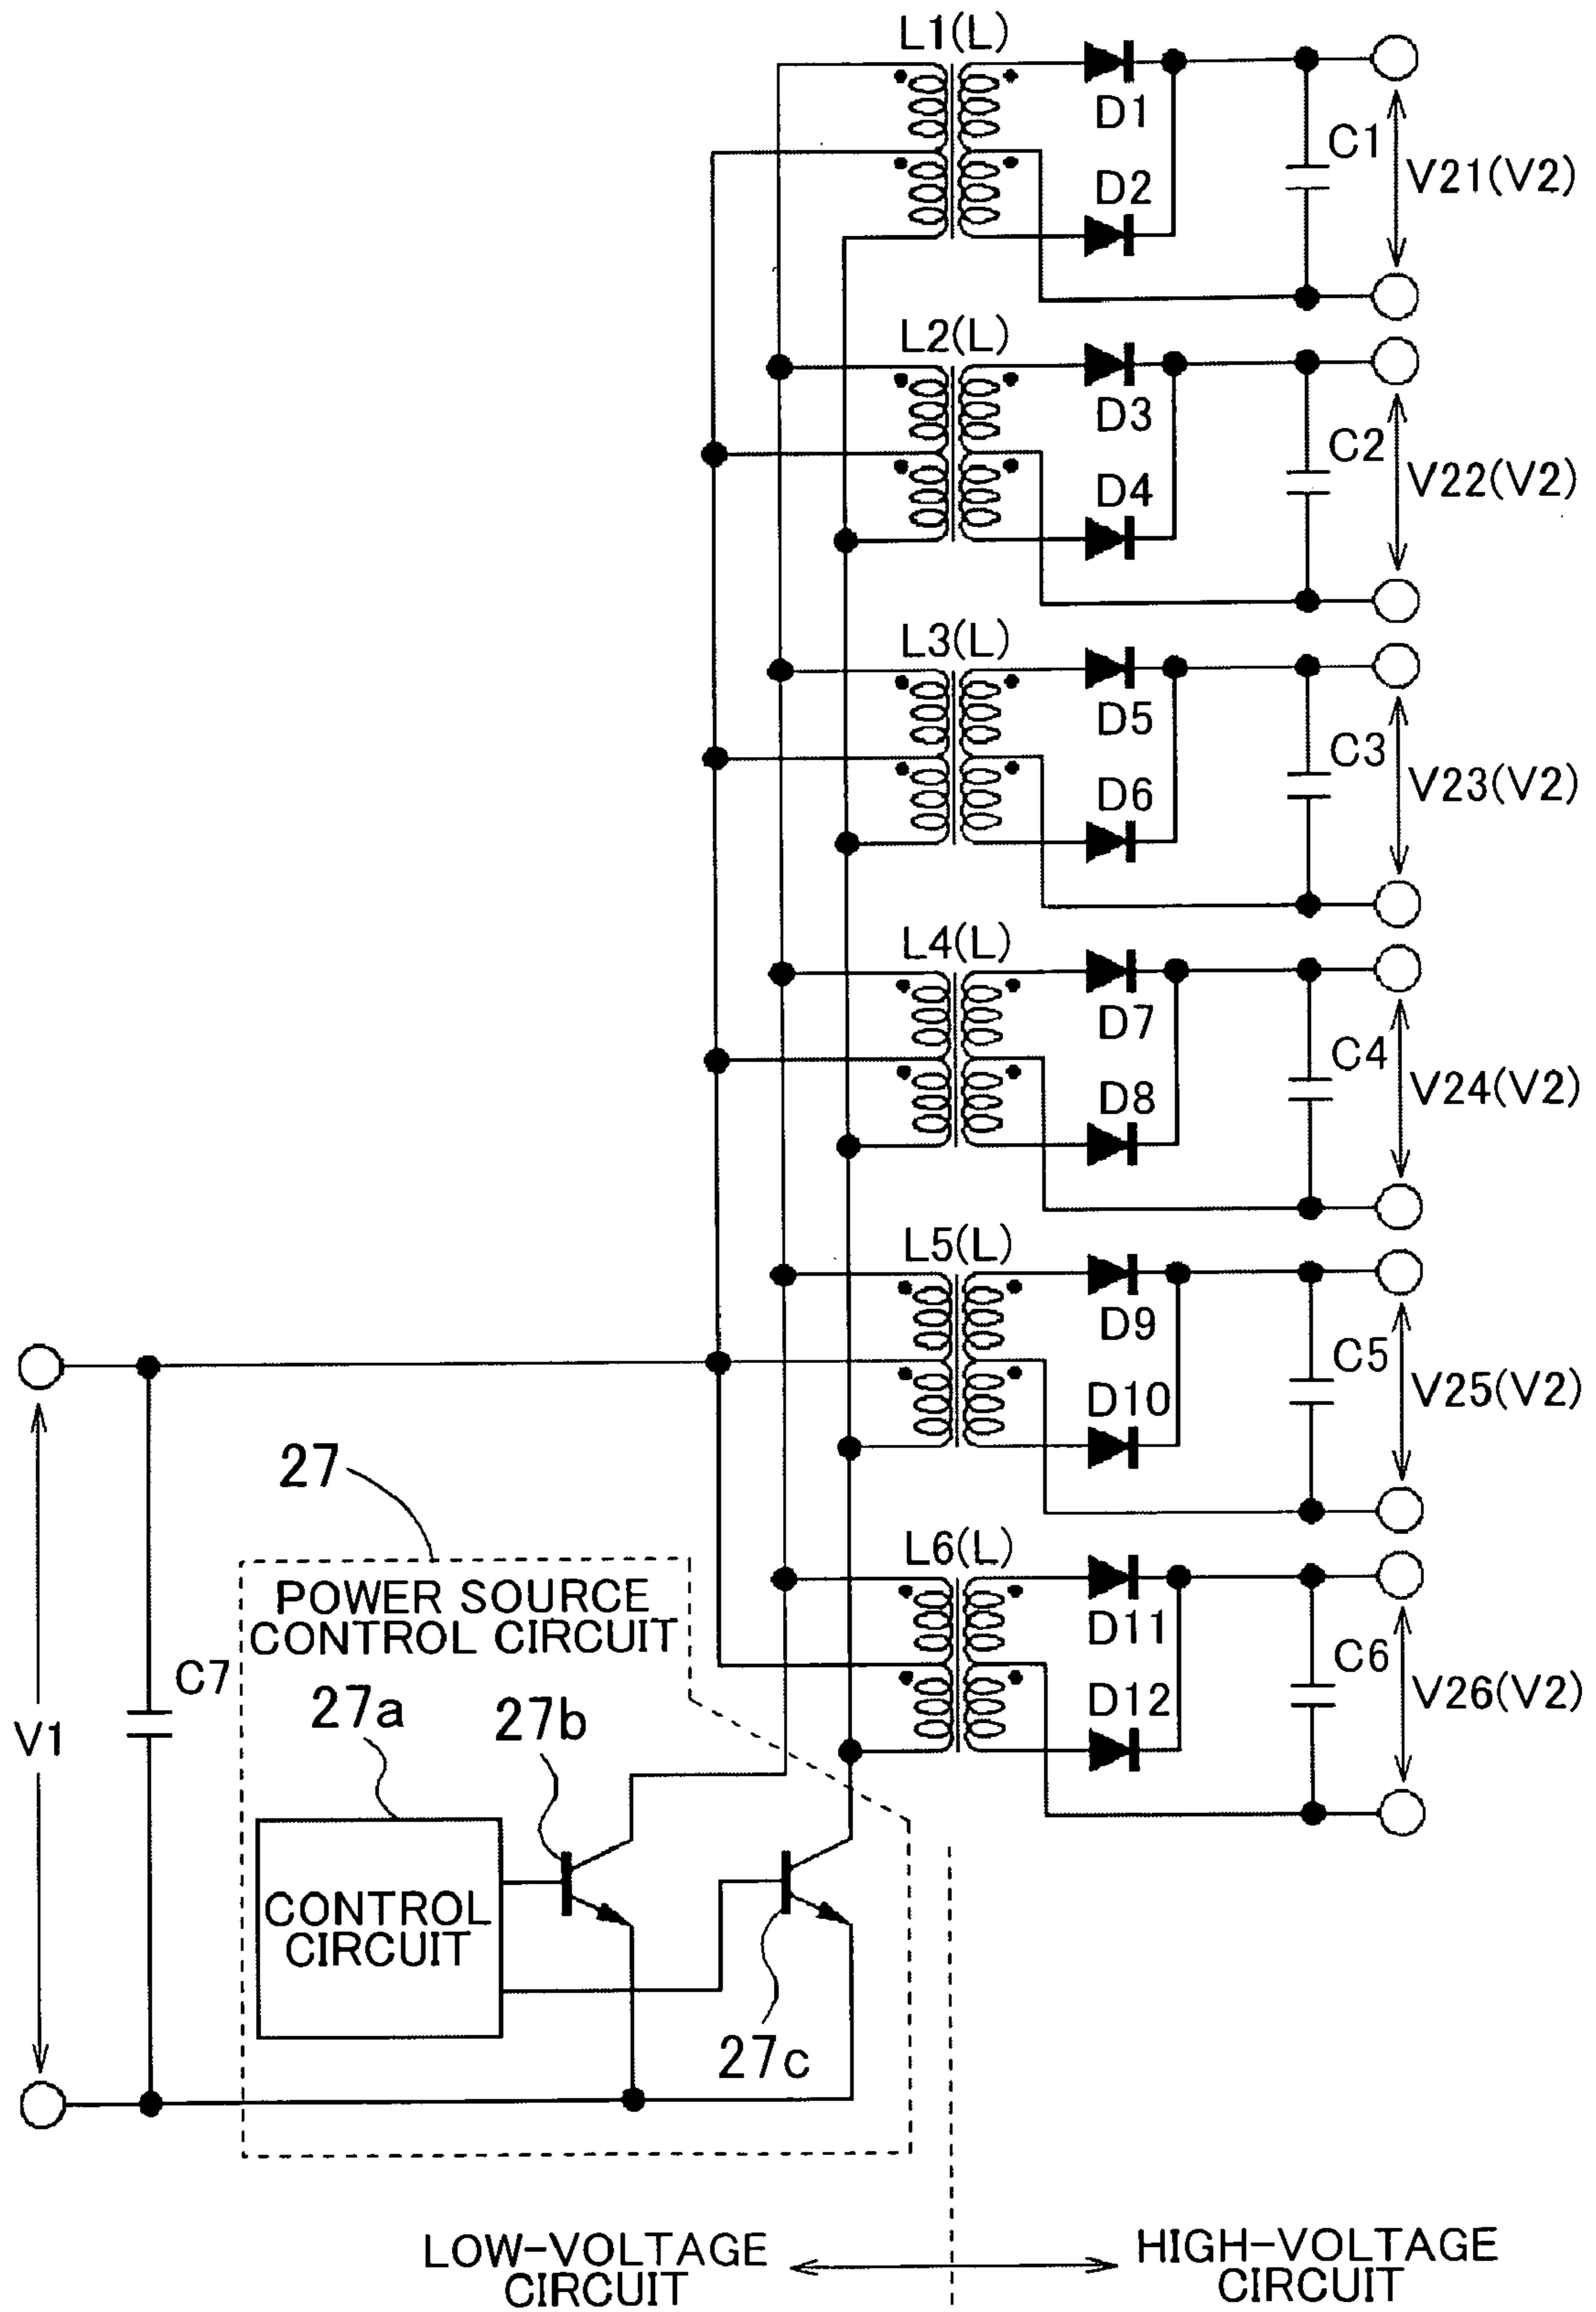 L1(L)
D1
C1
V21(V2)
D2
L2(L)
D3
C2
V22(V2)
D4
L3(L)
D5
C3
V23(V2)
D6
L4(L)
D7
C4
V24(V2)
D8
L5(L)
D9
C5
V25(V2)
D10
27
L6(L)
POWER SOURCE
CONTROL CIRCUIT
D11
C6
V26(V2)
D12
C7
V1
27a
27b
CONTROL
CIRCUIT
27c
LOW-VOLTAGE
CIRCUIT
HIGH-VOLTAGE
CIRCUIT